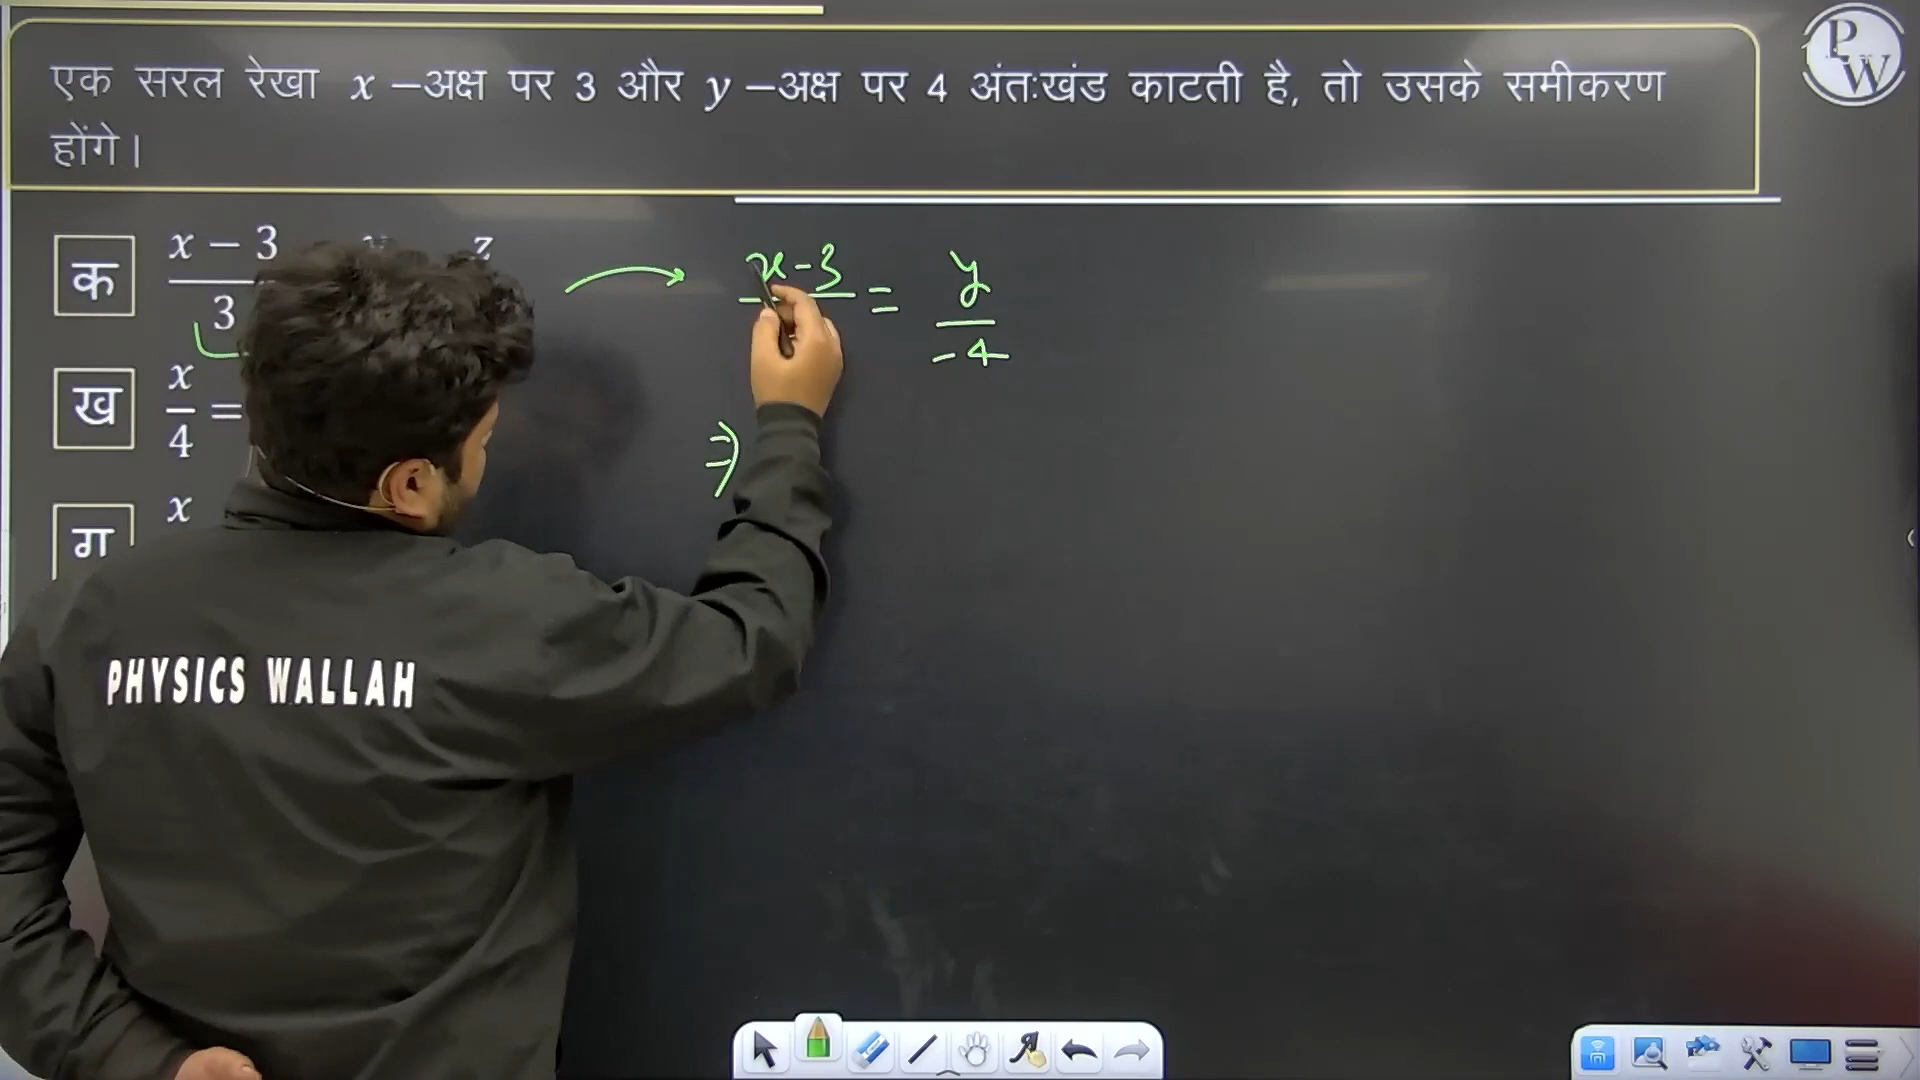 एक सरल रेखा x –अक्ष पर 3 और y –अक्ष पर 4 अंतःखंड काटती है, तो उसके समीकरण
होंगे।
PW
क x − 3 / 3 z
ख x / 4 =
ग x
x − 3 = y / −4
⇒
PHYSICS WALLAH